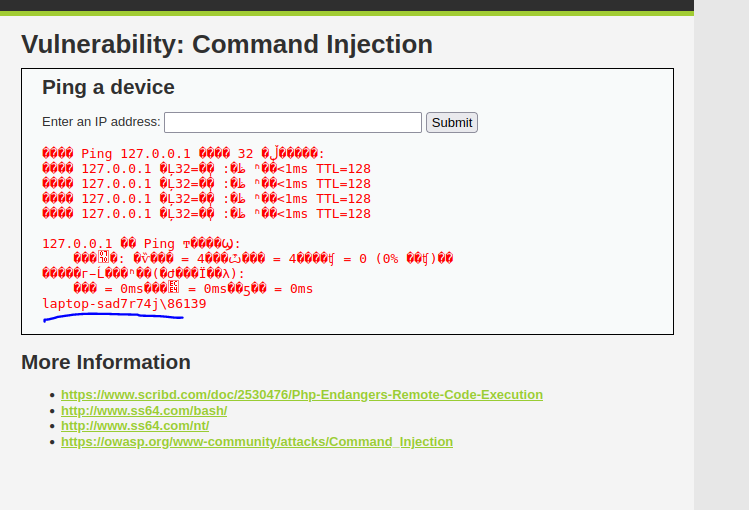 Vulnerability: Command Injection
Ping a device
Enter an IP address:
Submit
Ping 127.0.0.1 32
127.0.0.1 32= <1ms TTL=128
127.0.0.1 32= <1ms TTL=128
127.0.0.1 32= <1ms TTL=128
127.0.0.1 32= <1ms TTL=128
127.0.0.1 Ping
= 4 = 4 = 0 (0%
= 0ms = 0ms = 0ms
laptop-sad7r74j\86139
More Information
https://www.scribd.com/doc/2530476/Php-Endangers-Remote-Code-Execution
http://www.ss64.com/bash/
http://www.ss64.com/nt/
https://owasp.org/www-community/attacks/Command_Injection